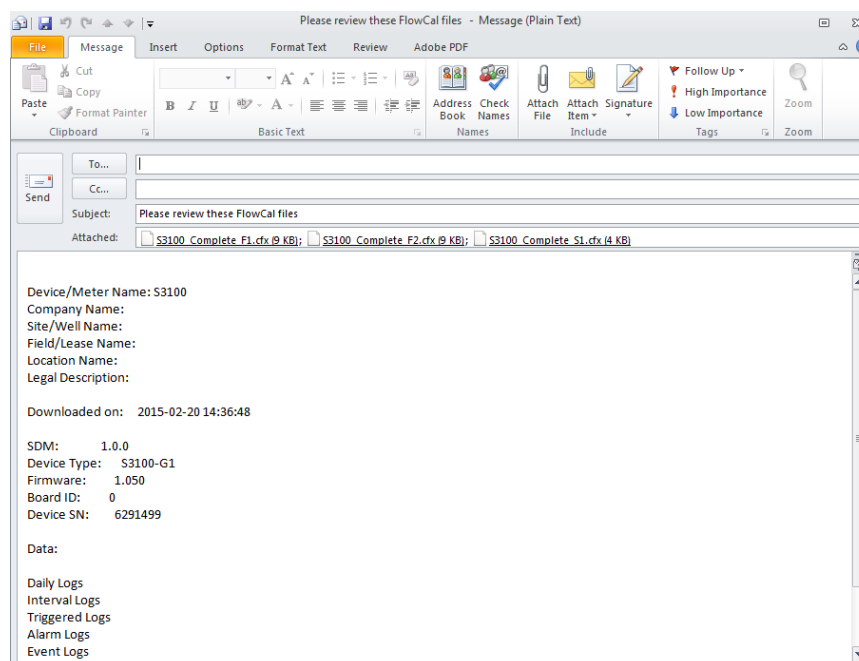 Please review these FlowCal files - Message (Plain Text)
File Message Insert Options Format Text Review Adobe PDF
Paste
Cut
Copy
Format Painter
Clipboard
B I U
Basic Text
Address Book
Check Names
Names
Attach File
Attach Item
Signature
Include
Follow Up
High Importance
Low Importance
Tags
Zoom
Zoom
Send
To...
Cc...
Subject: Please review these FlowCal files
Attached: S3100_Complete_F1.cfx (9 KB); S3100_Complete_F2.cfx (9 KB); S3100_Complete_S1.cfx (4 KB)
Device/Meter Name: S3100
Company Name:
Site/Well Name:
Field/Lease Name:
Location Name:
Legal Description:
Downloaded on: 2015-02-20 14:36:48
SDM: 1.0.0
Device Type: S3100-G1
Firmware: 1.050
Board ID: 0
Device SN: 6291499
Data:
Daily Logs
Interval Logs
Triggered Logs
Alarm Logs
Event Logs